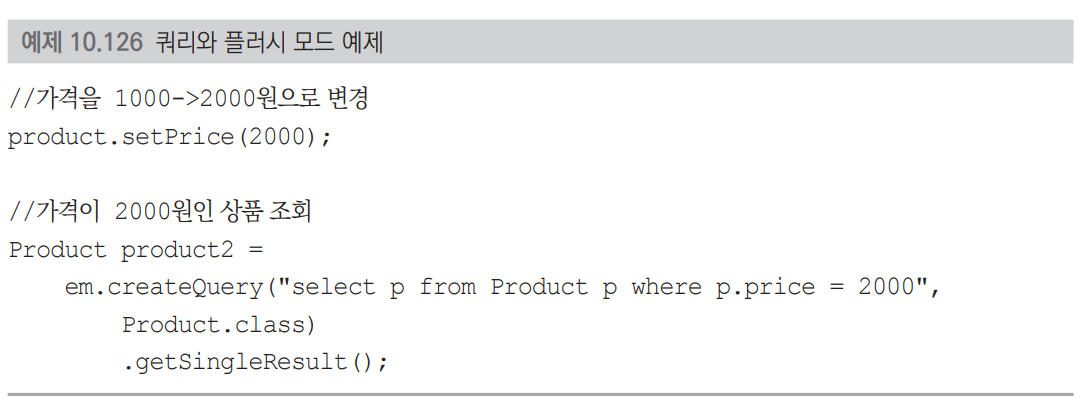 예제 10.126 쿼리와 플러시 모드 예제
//가격을 1000->2000원으로 변경
product.setPrice(2000);
//가격이 2000원인 상품 조회
Product product2 =
em.createQuery("select p from Product p where p.price = 2000",
Product.class)
.getSingleResult();